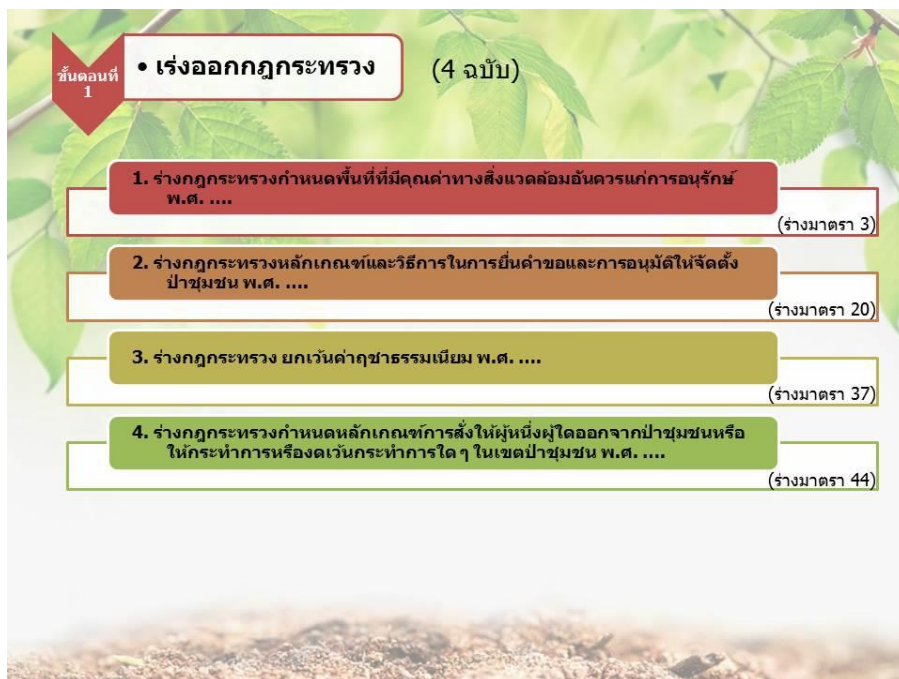 ขั้นตอนที่
1
• เร่งออกกฎกระทรวง
(4 ฉบับ)
1. ร่างกฎกระทรวงกำหนดพื้นที่ที่มีคุณค่าทางสิ่งแวดล้อมอันควรแก่การอนุรักษ์
พ.ศ. ....
(ร่างมาตรา 3)
2. ร่างกฎกระทรวงหลักเกณฑ์และวิธีการในการยื่นคำขอและการอนุมัติให้จัดตั้ง
ป่าชุมชน พ.ศ. ....
(ร่างมาตรา 20)
3. ร่างกฎกระทรวง ยกเว้นค่าฤชาธรรมเนียม พ.ศ. ....
(ร่างมาตรา 37)
4. ร่างกฎกระทรวงกำหนดหลักเกณฑ์การสั่งให้ผู้หนึ่งผู้ใดออกจากป่าชุมชนหรือ
ให้กระทำการหรืองดเว้นกระทำการใด ๆ ในเขตป่าชุมชน พ.ศ. ....
(ร่างมาตรา 44)